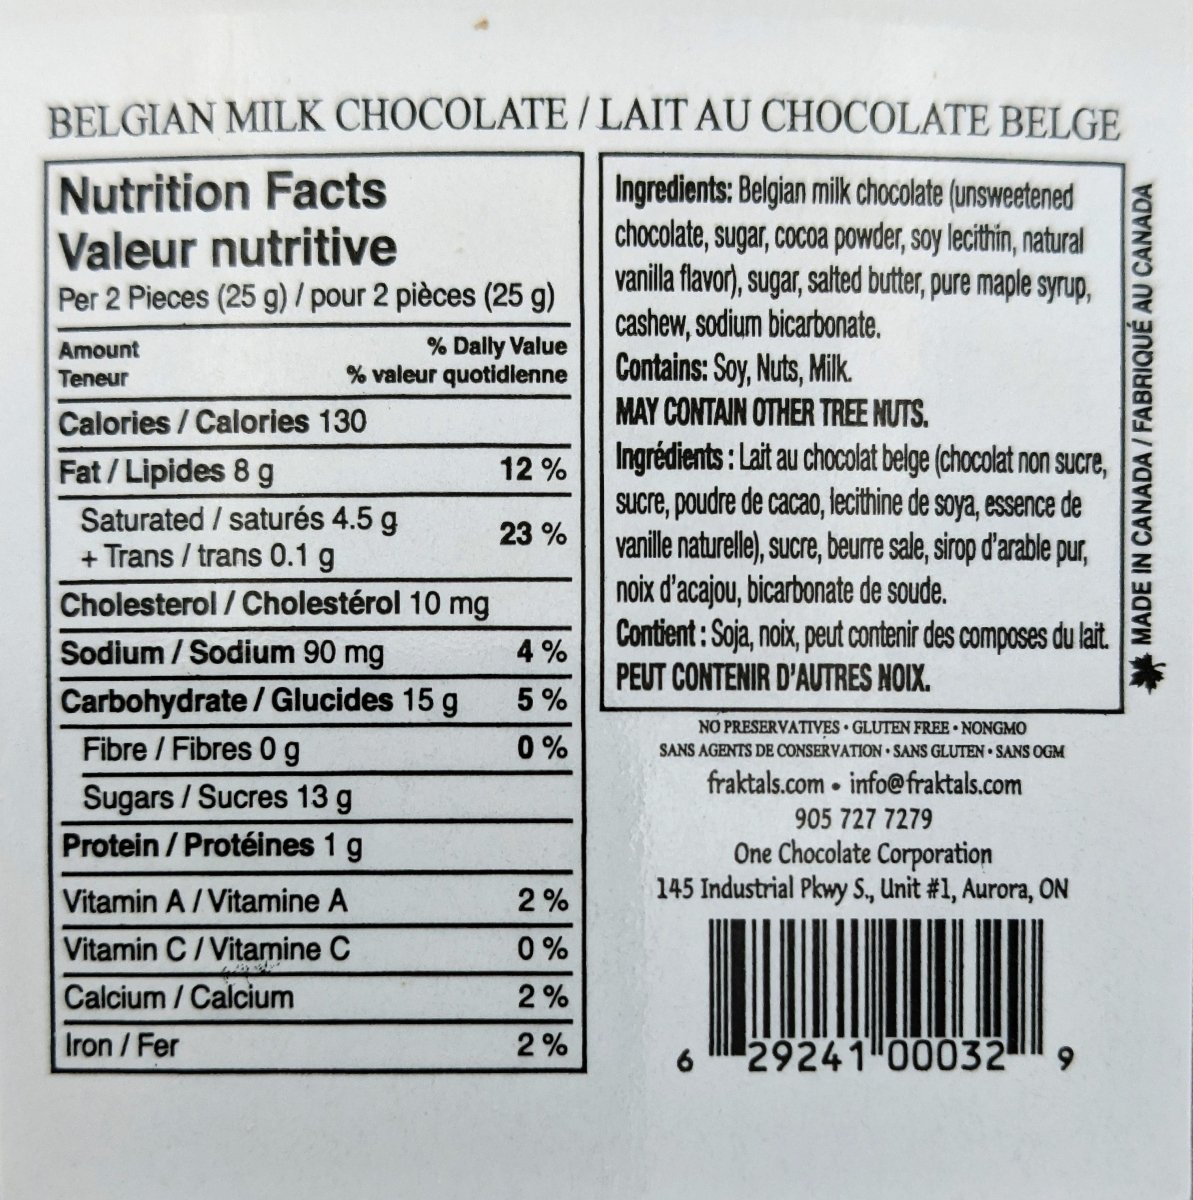 BELGIAN MILK CHOCOLATE / LAIT AU CHOCOLATE BELGE
Nutrition Facts
Valeur nutritive
Per 2 Pieces (25 g) / pour 2 pièces (25 g)
Amount % Daily Value
Teneur % valeur quotidienne
Calories / Calories 130
Fat / Lipides 8 g 12 %
Saturated / saturés 4.5 g
+ Trans / trans 0.1 g 23 %
Cholesterol / Cholestérol 10 mg
Sodium / Sodium 90 mg 4 %
Carbohydrate / Glucides 15 g 5 %
Fibre / Fibres 0 g 0 %
Sugars / Sucres 13 g
Protein / Protéines 1 g
Vitamin A / Vitamine A 2 %
Vitamin C / Vitamine C 0 %
Calcium / Calcium 2 %
Iron / Fer 2 %
Ingredients: Belgian milk chocolate (unsweetened
chocolate, sugar, cocoa powder, soy lecithin, natural
vanilla flavor), sugar, salted butter, pure maple syrup,
cashew, sodium bicarbonate.
Contains: Soy, Nuts, Milk.
MAY CONTAIN OTHER TREE NUTS.
Ingrédients : Lait au chocolat belge (chocolat non sucre,
sucre, poudre de cacao, lecithine de soya, essence de
vanille naturelle), sucre, beurre sale, sirop d'arable pur,
noix d'acajou, bicarbonate de soude.
Contient : Soja, noix, peut contenir des composes du lait.
PEUT CONTENIR D'AUTRES NOIX.
MADE IN CANADA / FABRIQUÉ AU CANADA
NO PRESERVATIVES • GLUTEN FREE • NONGMO
SANS AGENTS DE CONSERVATION • SANS GLUTEN • SANS OGM
fraktals.com • info@fraktals.com
905 727 7279
One Chocolate Corporation
145 Industrial Pkwy S., Unit #1, Aurora, ON
6 29241 00032 9